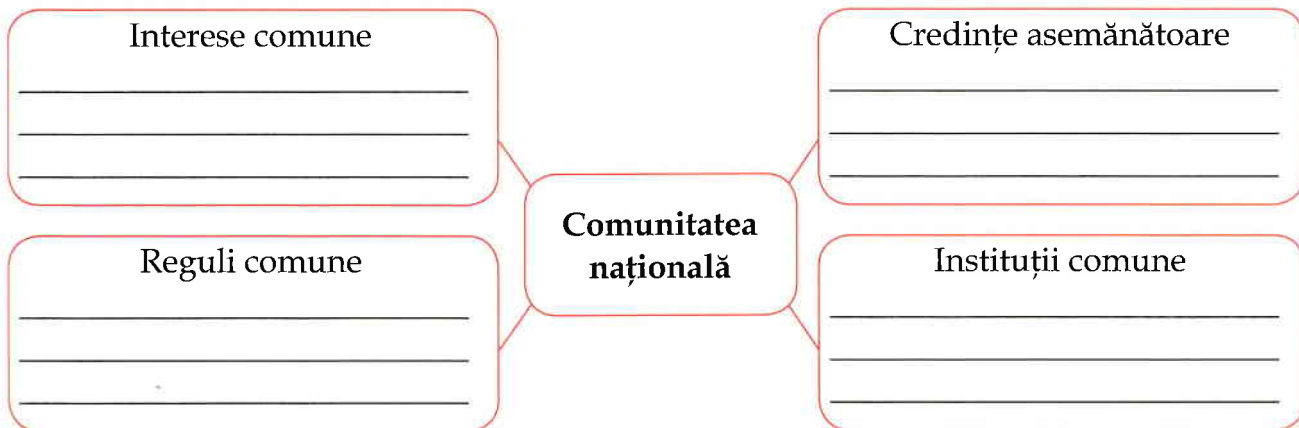 Interese comune
Credințe asemănătoare
Comunitatea
națională
Reguli comune
Instituții comune